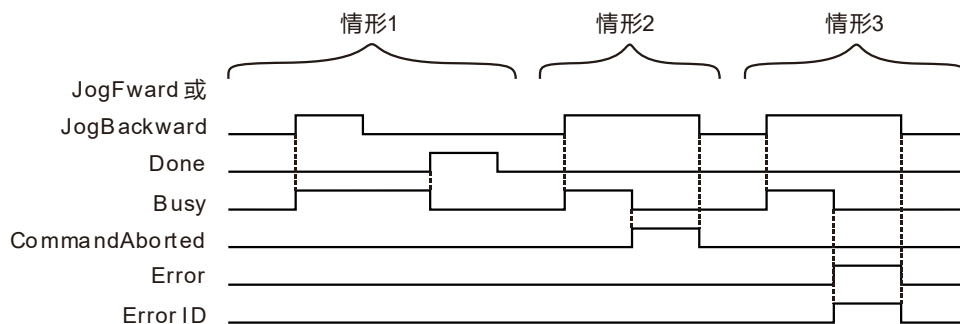 情形1 情形2 情形3
JogFward 或
JogBackward
Done
Busy
CommandAborted
Error
Error ID